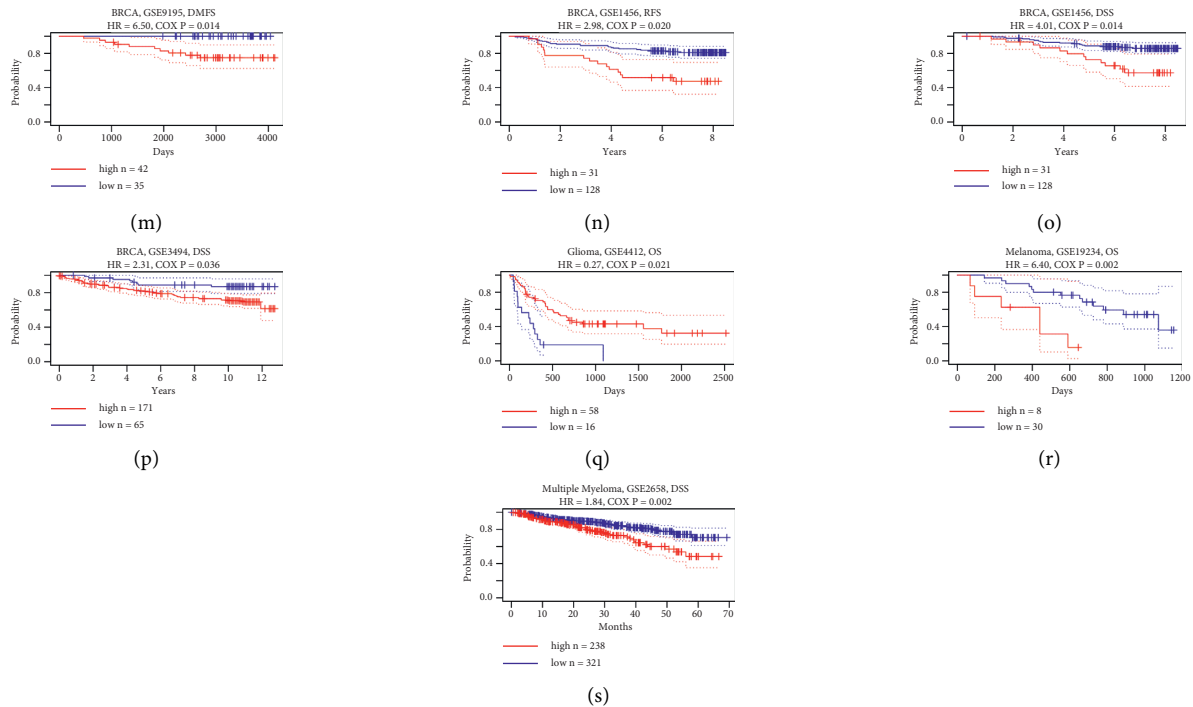 BRCA, GSE9195, DMFS
HR = 6.50, COX P = 0.014
Probability
0.8
0.4
0.0
0 1000 2000 3000 4000
Days
high n = 42
low n = 35
(m)
BRCA, GSE1456, RFS
HR = 2.98, COX P = 0.020
Probability
0.8
0.4
0.0
0 2 4 6 8
Years
high n = 31
low n = 128
(n)
BRCA, GSE1456, DSS
HR = 4.01, COX P = 0.014
Probability
0.8
0.4
0.0
0 2 4 6 8
Years
high n = 31
low n = 128
(o)
BRCA, GSE3494, DSS
HR = 2.31, COX P = 0.036
Probability
0.8
0.4
0.0
0 2 4 6 8 10 12
Years
high n = 171
low n = 65
(p)
Glioma, GSE4412, OS
HR = 0.27, COX P = 0.021
Probability
0.8
0.4
0.0
0 500 1000 1500 2000 2500
Days
high n = 58
low n = 16
(q)
Melanoma, GSE19234, OS
HR = 6.40, COX P = 0.002
Probability
0.8
0.4
0.0
0 200 400 600 800 1000 1200
Days
high n = 8
low n = 30
(r)
Multiple Myeloma, GSE2658, DSS
HR = 1.84, COX P = 0.002
Probability
0.8
0.4
0.0
0 10 20 30 40 50 60 70
Months
high n = 238
low n = 321
(s)